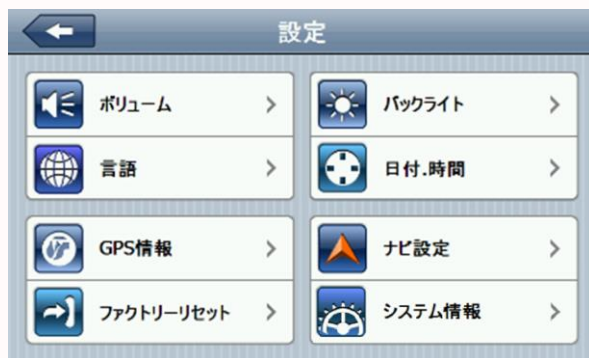 設定
ボリューム
バックライト
言語
日付.時間
GPS情報
ナビ設定
ファクトリーリセット
システム情報